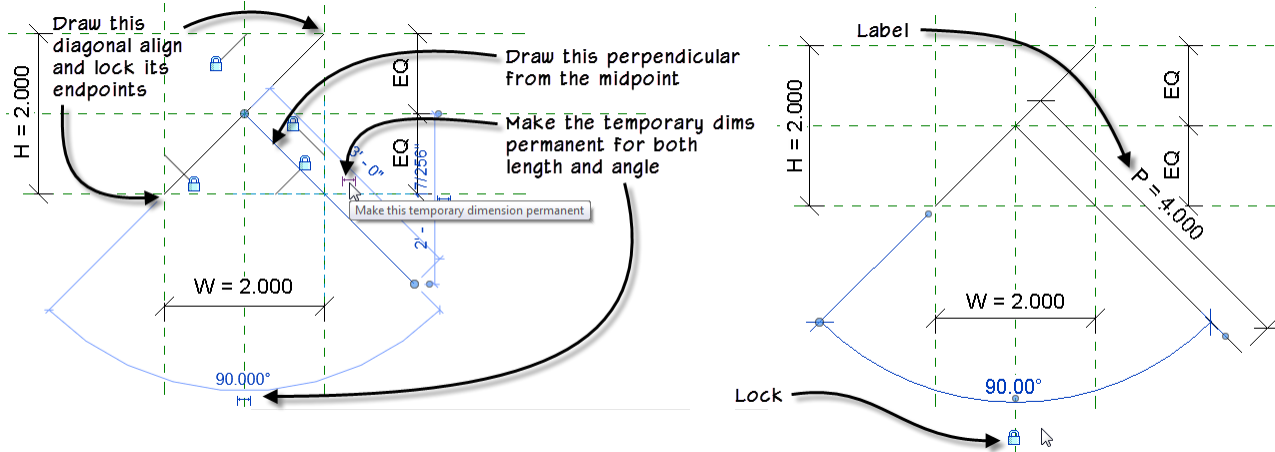 Draw this
diagonal align
and lock its
endpoints
H = 2.000
Draw this perpendicular
from the midpoint
EQ
EQ
Make the temporary dims
permanent for both
length and angle
3' - 0"
Make this temporary dimension permanent
W = 2.000
90.000°
Label
H = 2.000
EQ
EQ
P = 4.000
W = 2.000
90.00°
Lock